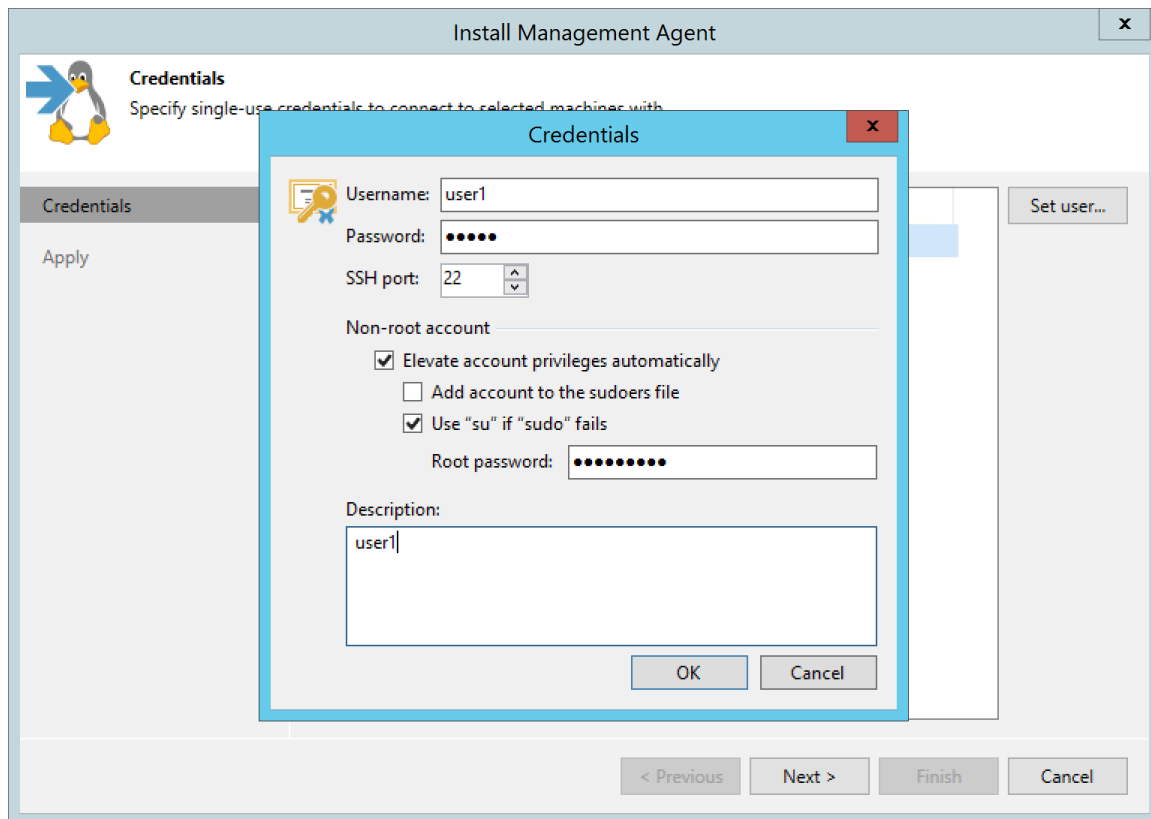 Install Management Agent
x
Credentials
Specify single-use credentials to connect to selected machines with
Credentials
x
Credentials
Apply
Set user...
Username: user1
Password: •••••
SSH port: 22
Non-root account
Elevate account privileges automatically
Add account to the sudoers file
Use “su” if “sudo” fails
Root password: •••••••••
Description:
user1
OK Cancel
< Previous Next > Finish Cancel